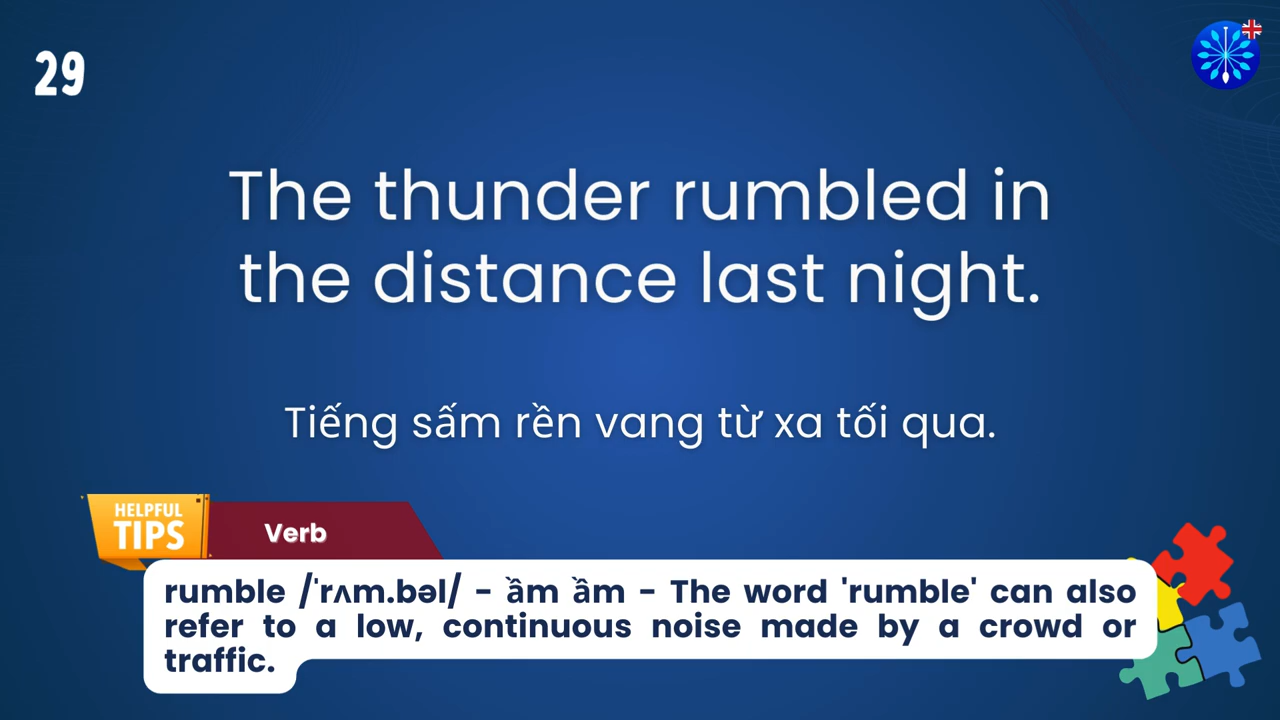 29
The thunder rumbled in
the distance last night.
Tiếng sấm rền vang từ xa tối qua.
HELPFUL
TIPS
Verb
rumble /ˈrʌm.bəl/ - ầm ầm - The word 'rumble' can also
refer to a low, continuous noise made by a crowd or
traffic.